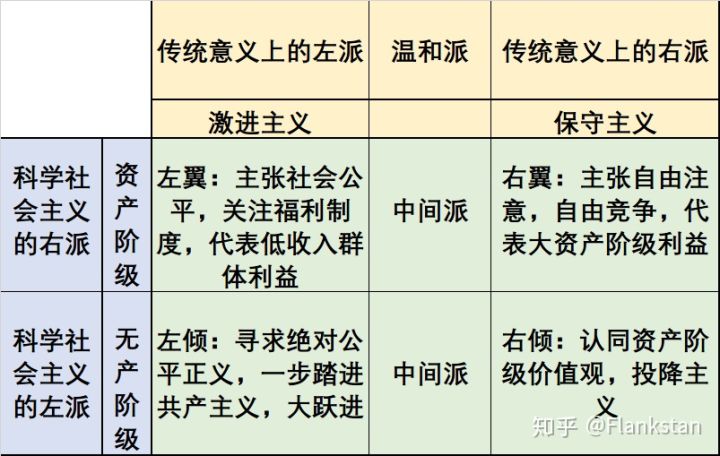 传统意义上的左派
温和派
传统意义上的右派
激进主义
保守主义
科学社
会主义
的右派
资
产
阶
级
左翼：主张社会公
平，关注福利制
度，代表低收入群
体利益
中间派
右翼：主张自由注
意，自由竞争，代
表大资产阶级利益
科学社
会主义
的左派
无
产
阶
级
左倾：寻求绝对公
平正义，一步踏进
共产主义，大跃进
中间派
右倾：认同资产阶
级价值观，投降主
义
知乎 @Flankstan